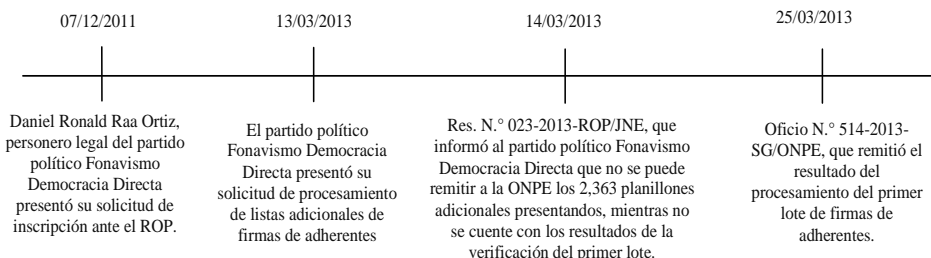 07/12/2011
13/03/2013
14/03/2013
25/03/2013
Daniel Ronald Raa Ortiz,
personero legal del partido
político Fonavismo
Democracia Directa
presentó su solicitud de
inscripción ante el ROP.
El partido político
Fonavismo Democracia
Directa presentó su
solicitud de procesamiento
de listas adicionales de
firmas de adherentes
Res. N.° 023-2013-ROP/JNE, que
informó al partido político Fonavismo
Democracia Directa que no se puede
remitir a la ONPE los 2,363 planillones
adicionales presentandos, mientras no
se cuente con los resultados de la
verificación del primer lote.
Oficio N.° 514-2013-
SG/ONPE, que remitió el
resultado del
procesamiento del primer
lote de firmas de
adherentes.